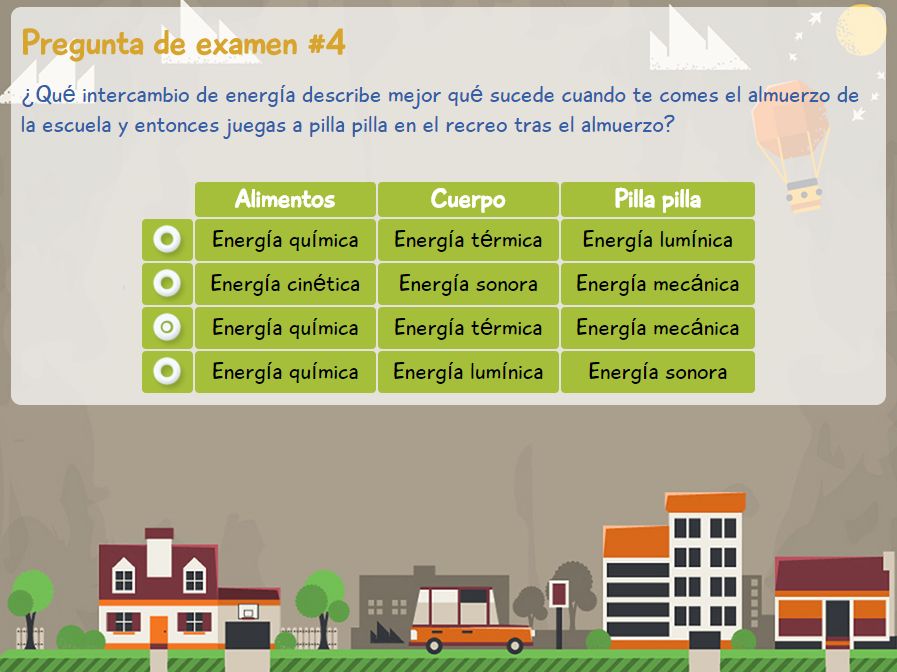 Pregunta de examen #4
¿Qué intercambio de energía describe mejor qué sucede cuando te comes el almuerzo de
la escuela y entonces juegas a pilla pilla en el recreo tras el almuerzo?
Alimentos Cuerpo Pilla pilla
Energía química Energía térmica Energía lumínica
Energía cinética Energía sonora Energía mecánica
Energía química Energía térmica Energía mecánica
Energía química Energía lumínica Energía sonora